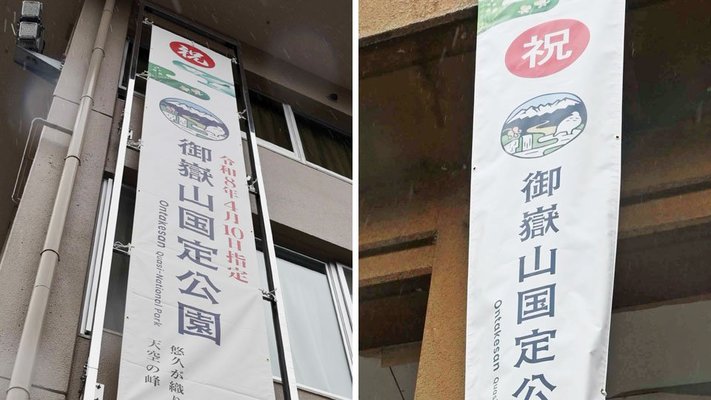 祝
令和8年4月10日指定
御嶽山国定公園
Ontakesan Quasi-National Park
悠久が織り
天空の峰
祝
御嶽山国定公
Ontakesan Quas